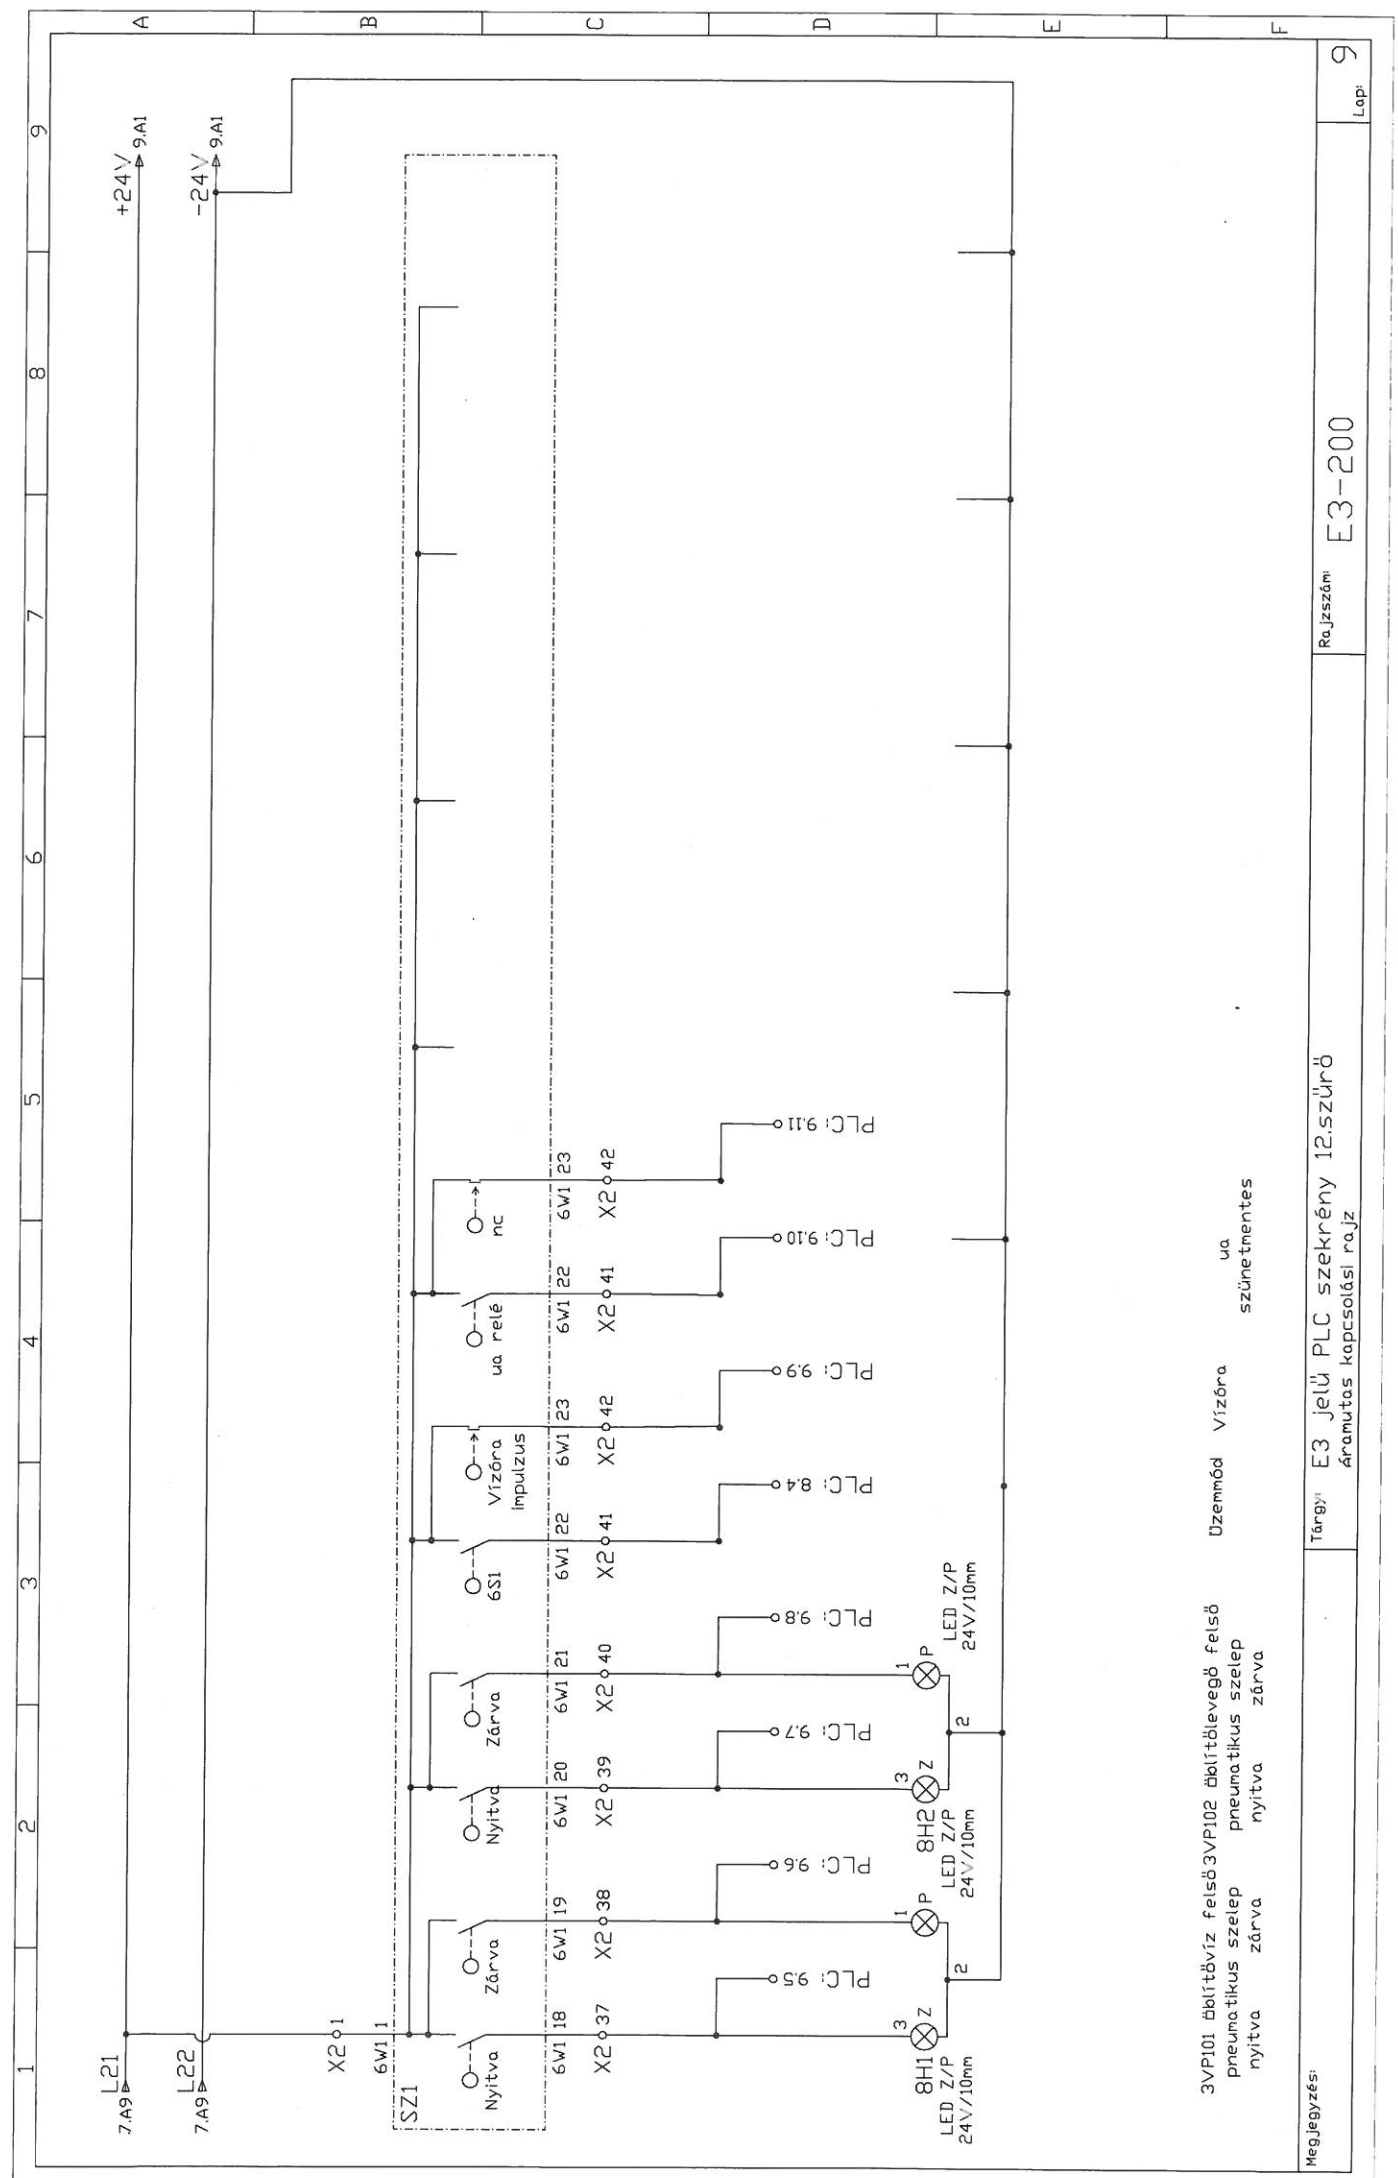 1 2 3 4 5 6 7 8 9
A
B
C
D
E
F
7.A9 L21
+24V 9.A1
7.A9 L22
-24V 9.A1
X2 1
6W1 1
SZ1
Nyitva
Zárva
Nyitva
Zárva
6S1
Vízóra
impulzus
ua relé
nc
6W1 18
6W1 19
6W1 20
6W1 21
6W1 22
6W1 23
6W1 22
6W1 23
X2 37
X2 38
X2 39
X2 40
X2 41
X2 42
X2 41
X2 42
PLC: 9.5
PLC: 9.6
PLC: 9.7
PLC: 9.8
PLC: 8.4
PLC: 9.9
PLC: 9.10
PLC: 9.11
3
8H1 Z
LED Z/P
24V/10mm
1
P
2
3
8H2 Z
LED Z/P
24V/10mm
1
P
LED Z/P
24V/10mm
2
3VP101 öblítővíz felső
pneumatikus szelep
nyitva zárva
3VP102 öblítőlevegő felső
pneumatikus szelep
nyitva zárva
Üzemmód
Vízóra
ua
szünetmentes
Megjegyzés:
Tárgy: E3 jelű PLC szekrény 12.szűrő
Áramutas kapcsolási rajz
Rajzszám: E3-200
Lap: 9